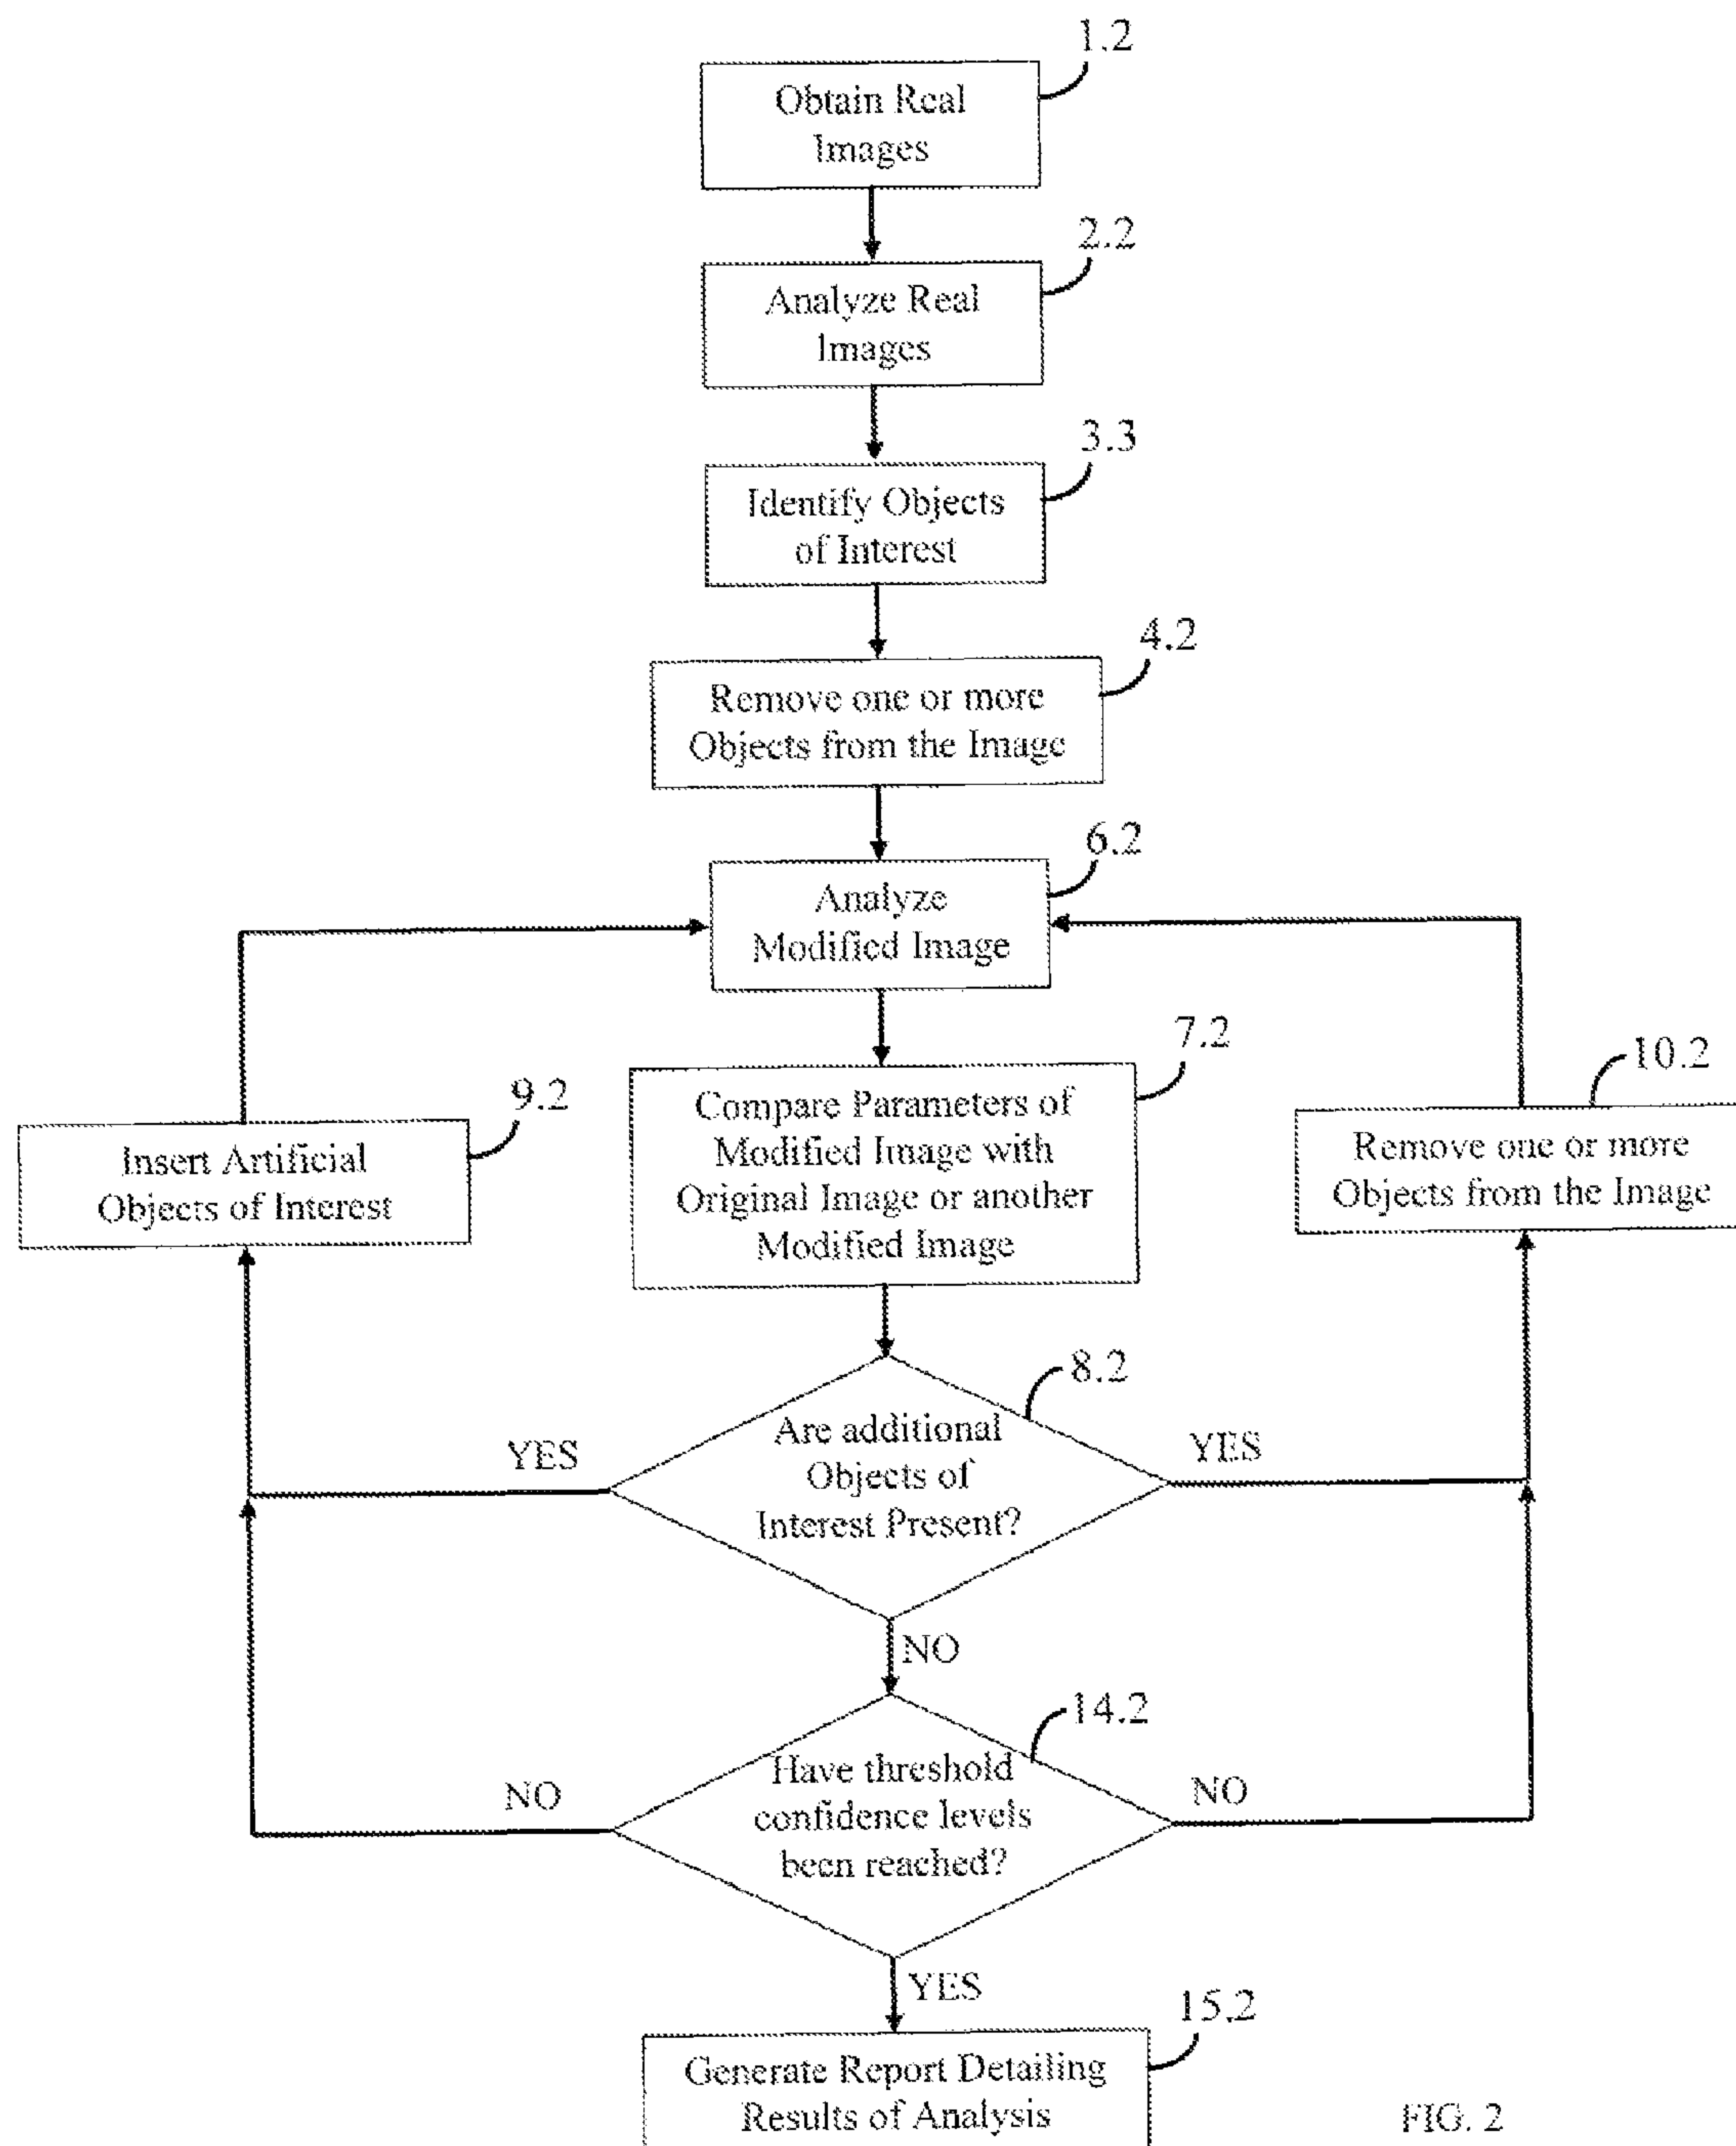 1.2
Obtain Real
Images
2.2
Analyze Real
Images
3.3
Identify Objects
of Interest
4.2
Remove one or more
Objects from the Image
6.2
Analyze
Modified Image
7.2
Compare Parameters of
Modified Image with
Original Image or another
Modified Image
9.2
Insert Artificial
Objects of Interest
10.2
Remove one or more
Objects from the Image
8.2
Are additional
Objects of
Interest Present?
YES
YES
NO
14.2
Have threshold
confidence levels
been reached?
NO
NO
YES
15.2
Generate Report Detailing
Results of Analysis
FIG. 2